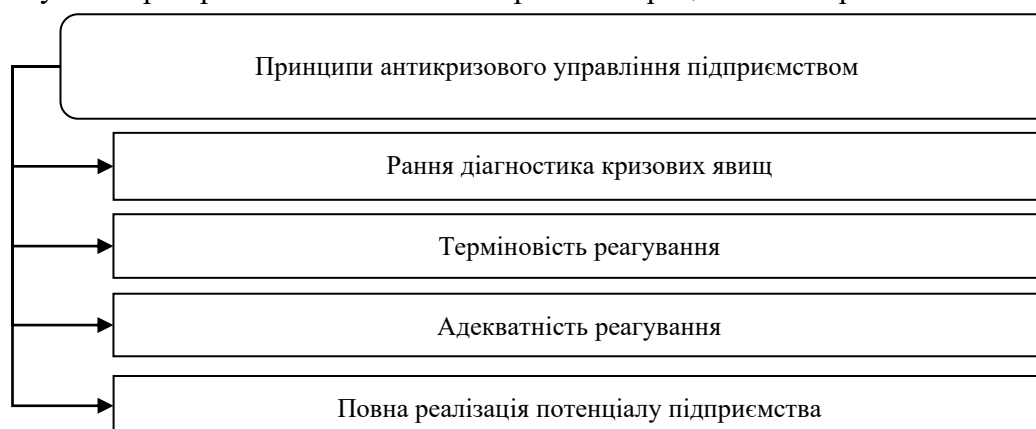 Принципи антикризового управління підприємством
Рання діагностика кризових явищ
Терміновість реагування
Адекватність реагування
Повна реалізація потенціалу підприємства